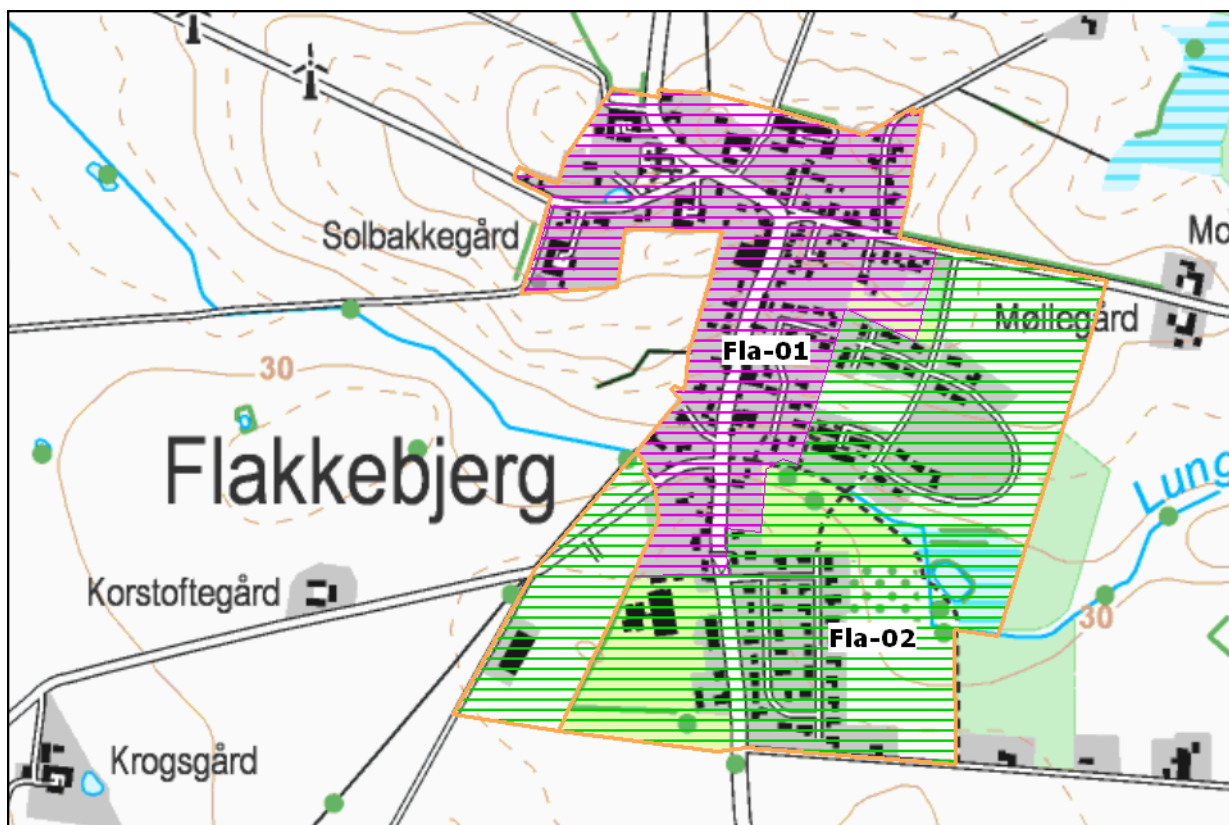 Solbakkegård
Mo
Møllegård
Fla-01
30
Flakkebjerg
Lung
Korstoftegård
30
Fla-02
Krogsgård